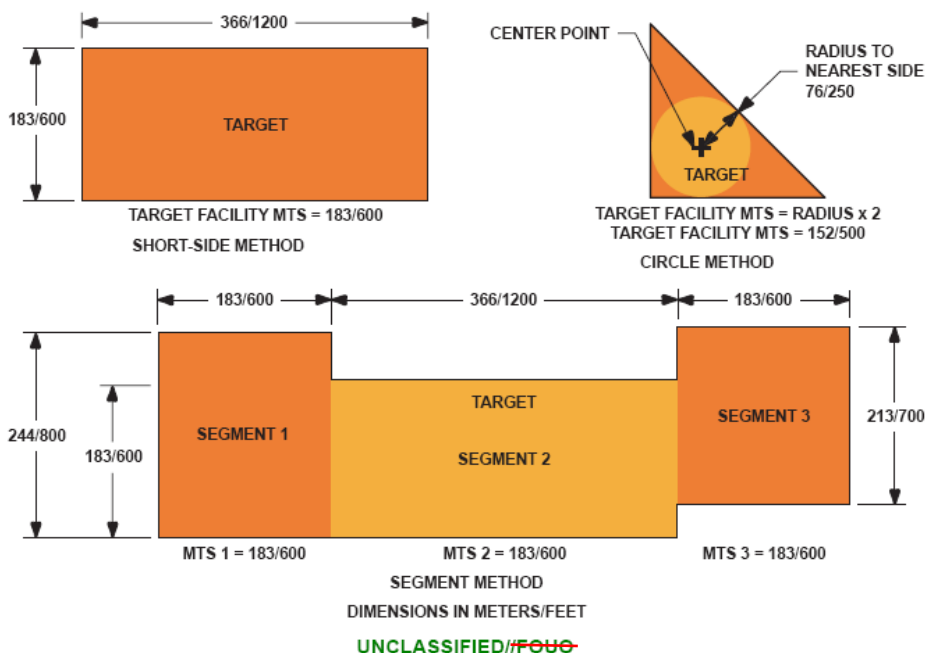 366/1200
183/600
TARGET
TARGET FACILITY MTS = 183/600
SHORT-SIDE METHOD
CENTER POINT
RADIUS TO
NEAREST SIDE
76/250
TARGET
TARGET FACILITY MTS = RADIUS x 2
TARGET FACILITY MTS = 152/500
CIRCLE METHOD
183/600
366/1200
183/600
244/800
183/600
SEGMENT 1
TARGET
SEGMENT 2
SEGMENT 3
213/700
MTS 1 = 183/600
MTS 2 = 183/600
MTS 3 = 183/600
SEGMENT METHOD
DIMENSIONS IN METERS/FEET
UNCLASSIFIED//FOUO